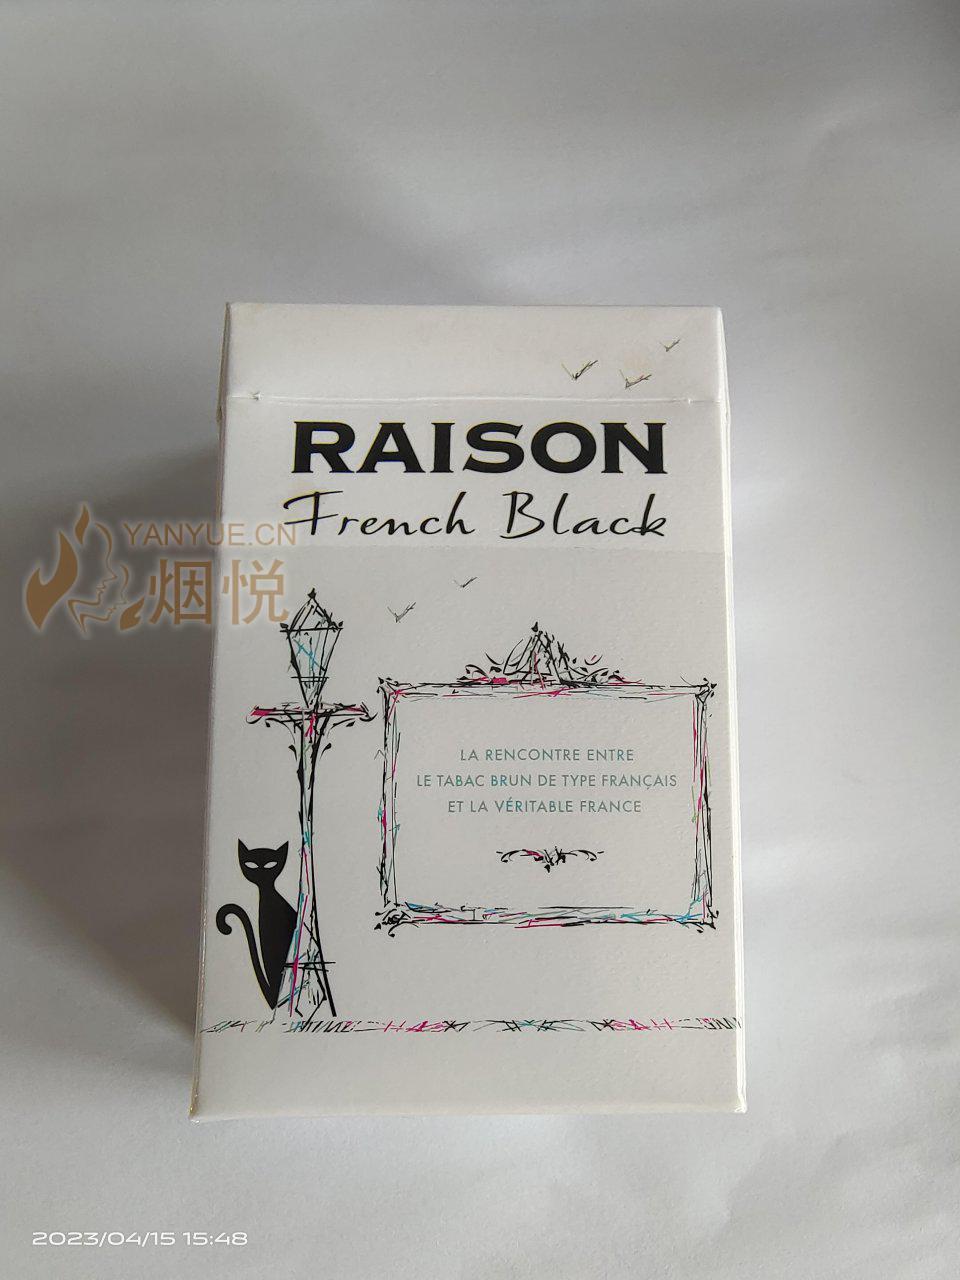 RAISON
French Black
YANYUE.CN
烟悦
LA RENCONTRE ENTRE
LE TABAC BRUN DE TYPE FRANÇAIS
ET LA VÉRITABLE FRANCE
2023/04/15 15:48